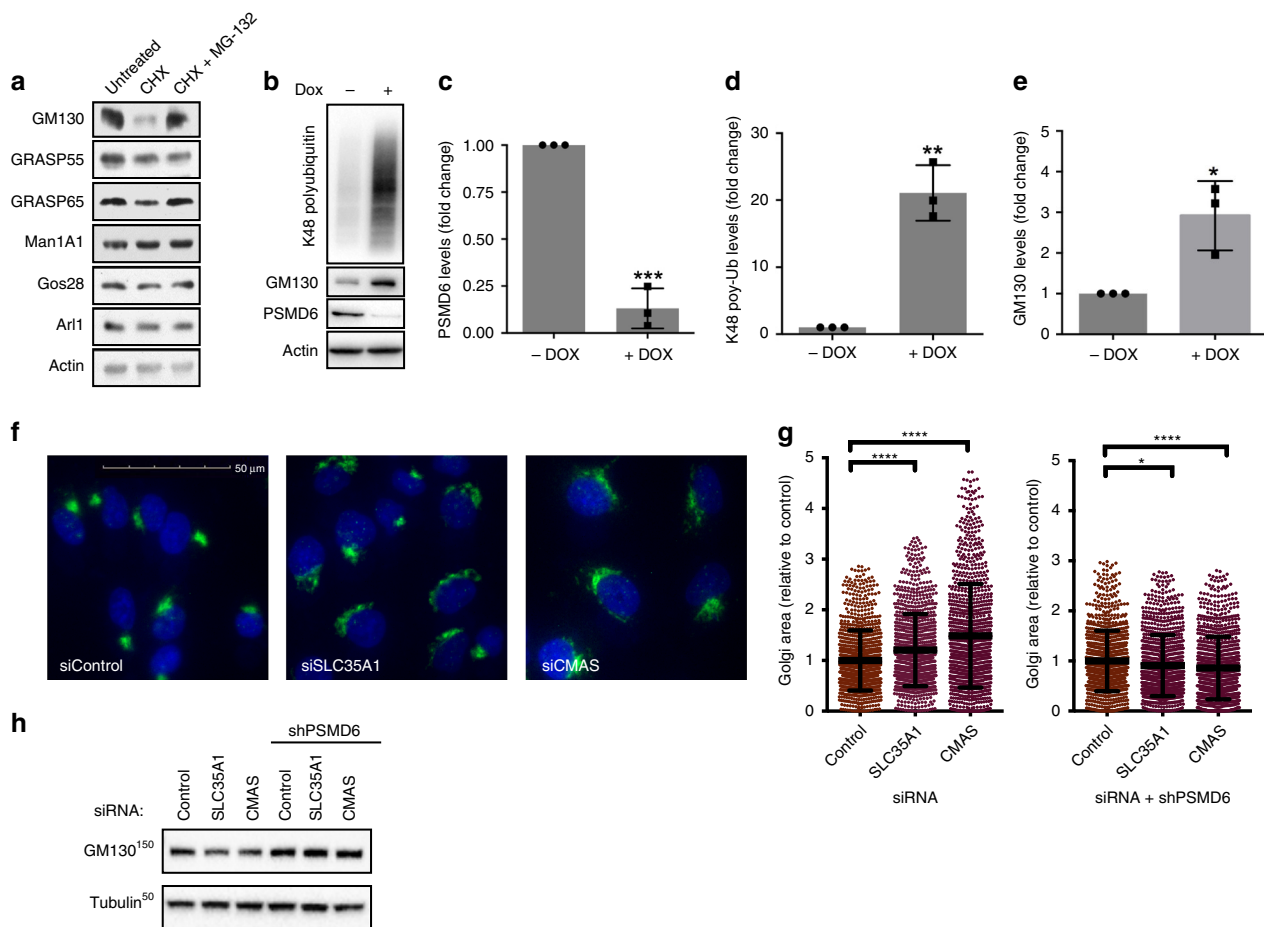 a
Untreated
CHX
CHX + MG-132
GM130
GRASP55
GRASP65
Man1A1
Gos28
Arl1
Actin
b
Dox – +
K48 polyubiquitin
GM130
PSMD6
Actin
c
PSMD6 levels (fold change)
1.00
0.75
0.50
0.25
0.00
***
– DOX + DOX
d
K48 poy-Ub levels (fold change)
30
20
10
0
**
– DOX + DOX
e
GM130 levels (fold change)
5
4
3
2
1
0
*
– DOX + DOX
f
50 μm
siControl
siSLC35A1
siCMAS
g
Golgi area (relative to control)
5
4
3
2
1
0
****
****
Control
SLC35A1
CMAS
siRNA
Golgi area (relative to control)
5
4
3
2
1
0
****
*
Control
SLC35A1
CMAS
siRNA + shPSMD6
h
shPSMD6
siRNA:
Control
SLC35A1
CMAS
Control
SLC35A1
CMAS
GM130150
Tubulin50